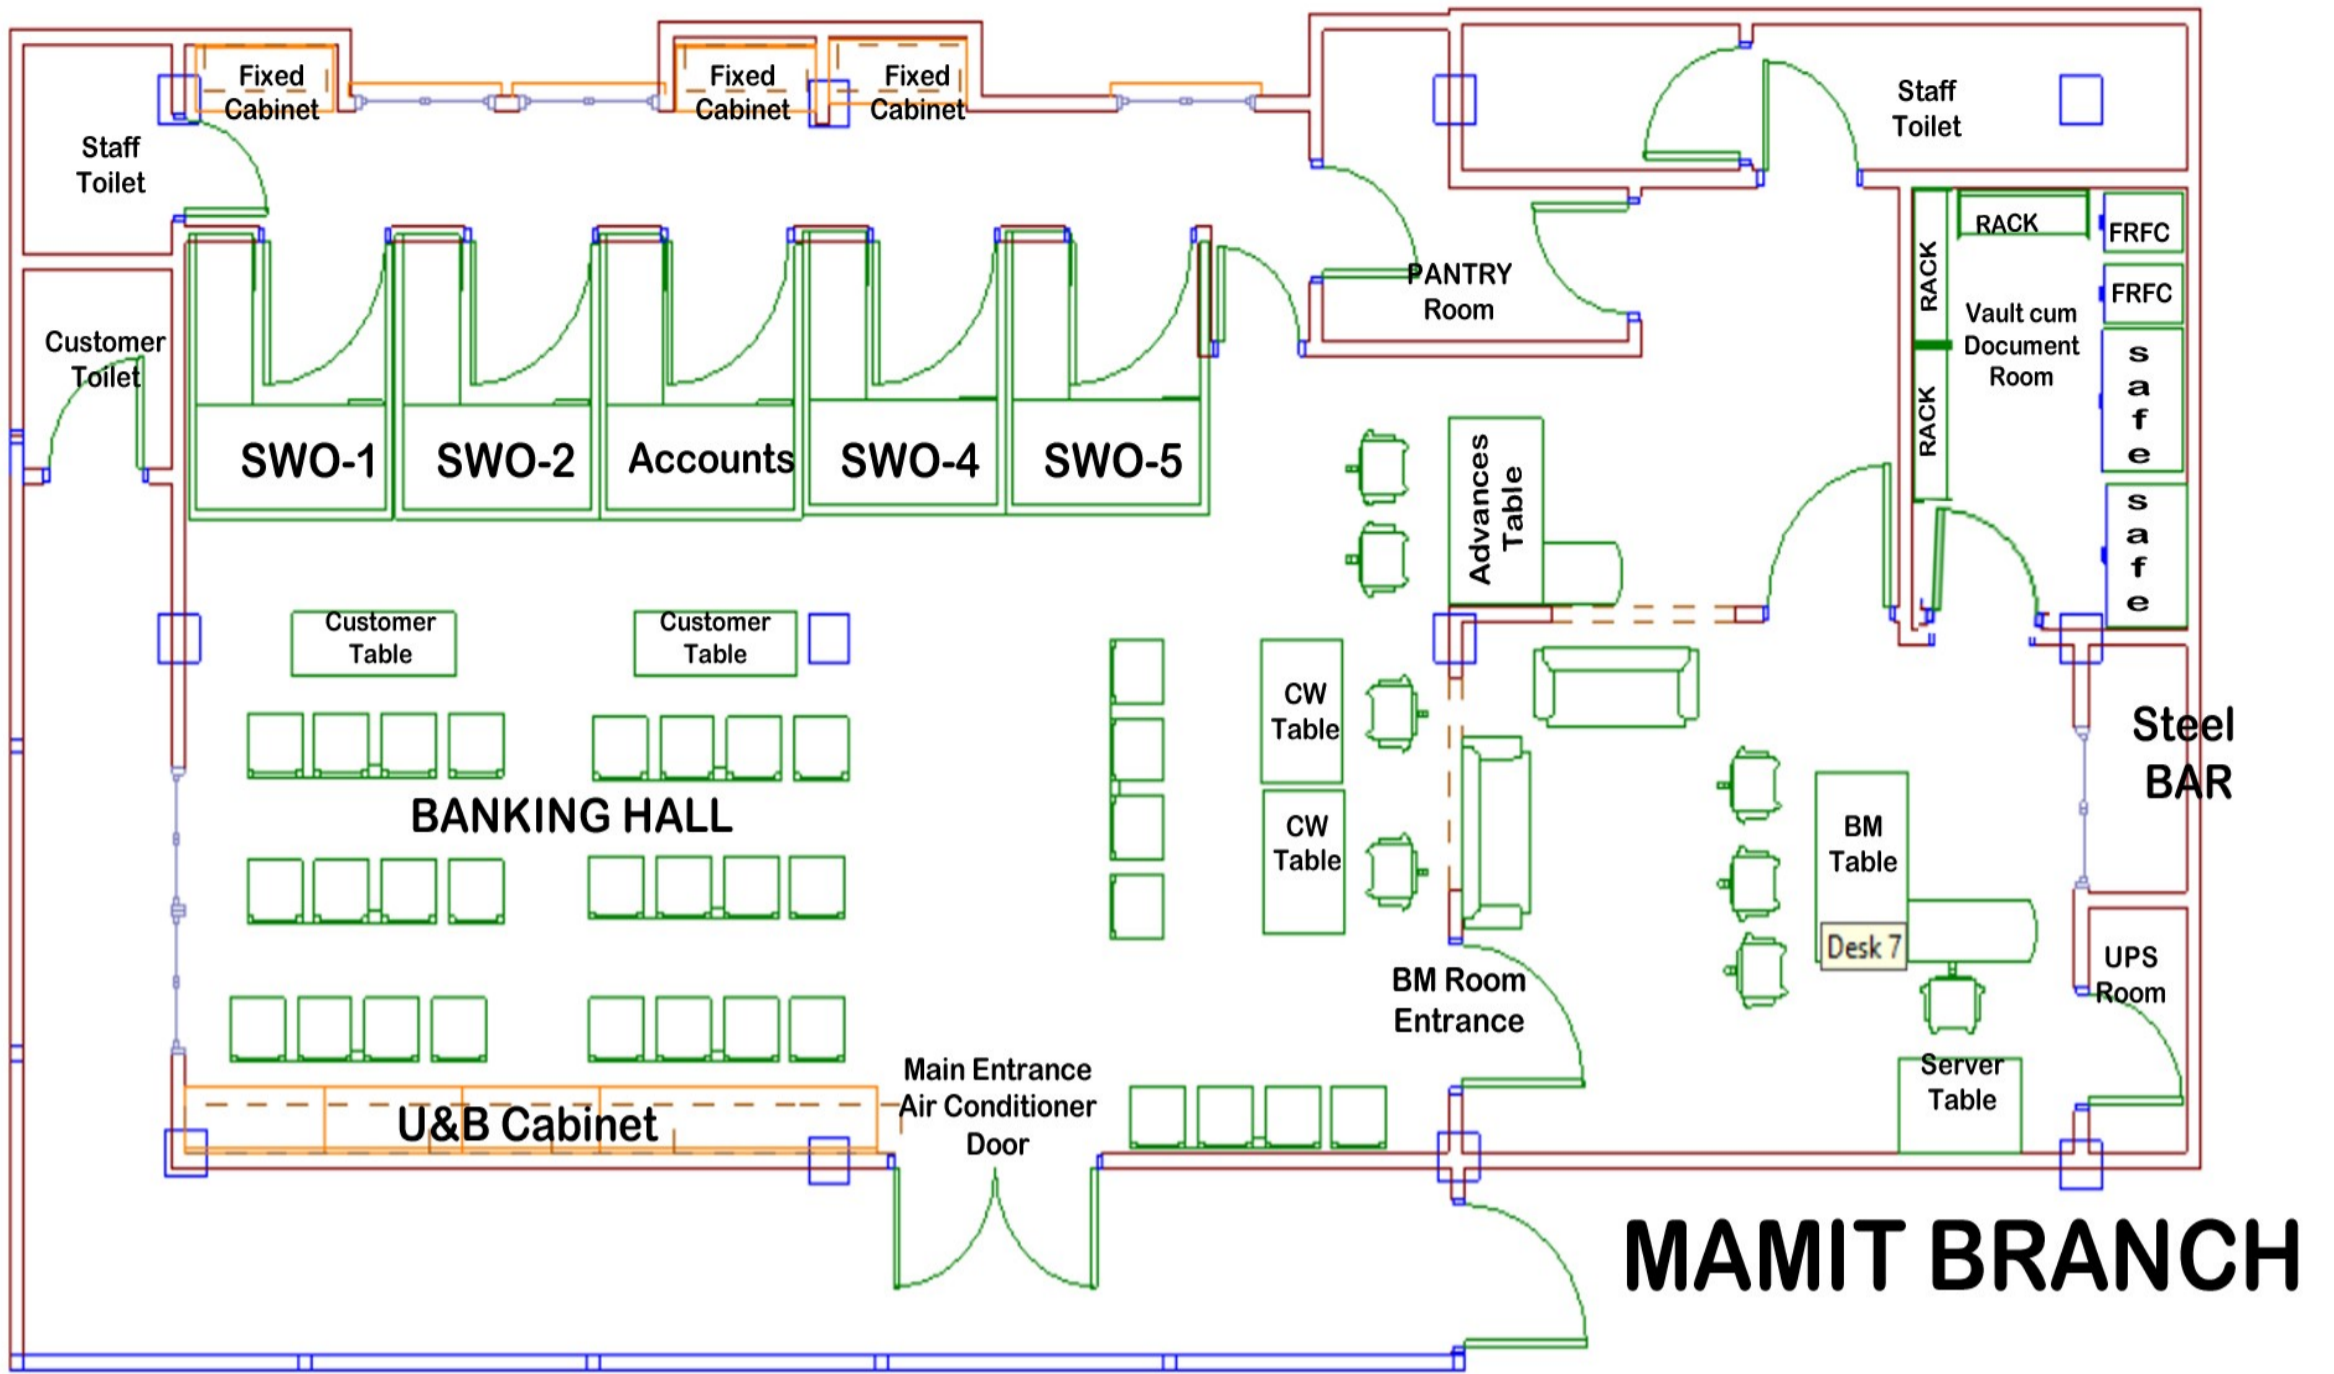 Fixed
Cabinet
Fixed
Cabinet
Fixed
Cabinet
Staff
Toilet
Staff
Toilet
RACK
FRFC
RACK
FRFC
PANTRY
Room
Vault cum
Document
Room
safe
Customer
Toilet
RACK
SWO-1
SWO-2
Accounts
SWO-4
SWO-5
Advances
Table
safe
Customer
Table
Customer
Table
CW
Table
Steel
BAR
BANKING HALL
CW
Table
BM
Table
Desk 7
BM Room
Entrance
UPS
Room
Main Entrance
Air Conditioner
Door
Server
Table
U&B Cabinet
MAMIT BRANCH